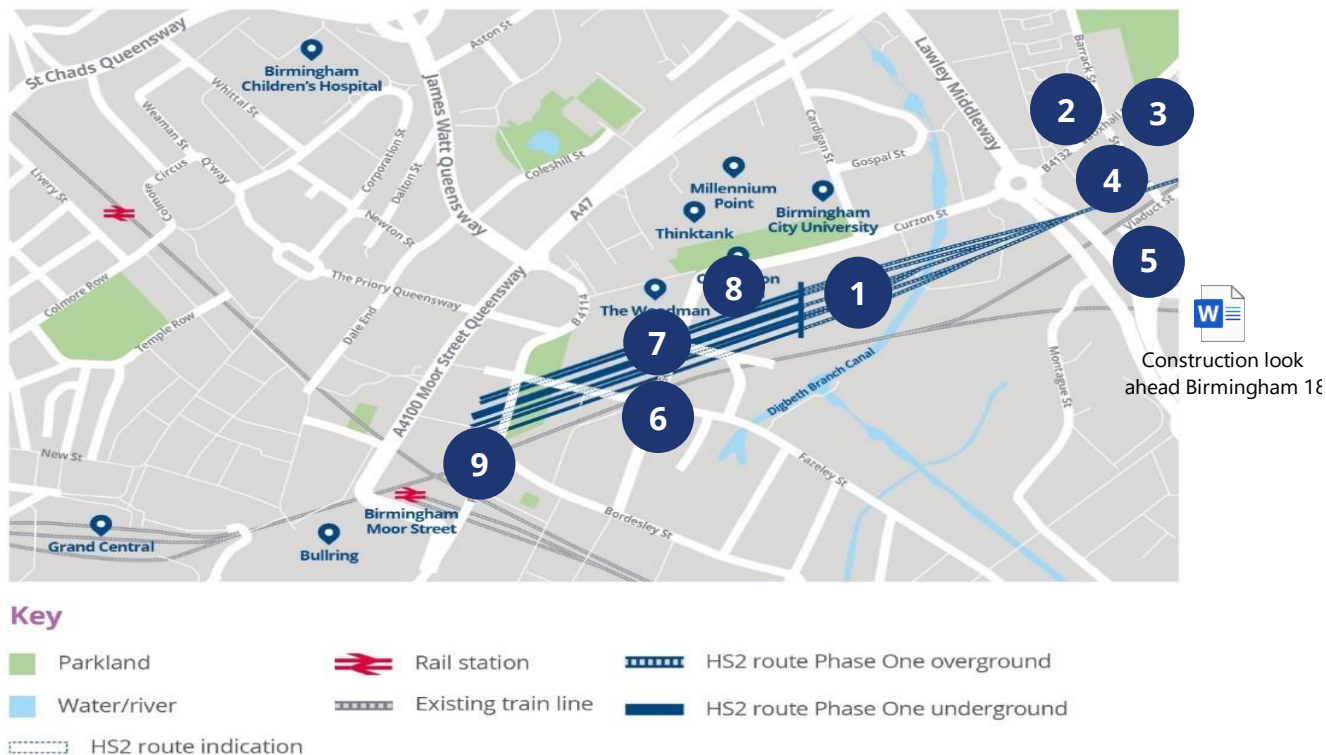 St Chads Queensway
Birmingham
Children's Hospital
Whittal St
Weaman St
Livery St
Colmore
Circus
Q'way
Corporation St
Dalton St
Newton St
James Watt Queensway
Aston St
Coleshill St
A47
Lawley Middleway
Barrack St
2
3
B4132
4
Viaduct St
5
Cardigan St
Gospal St
Millennium
Point
Thinktank
Birmingham
City University
Curzon St
The Priory Queensway
Colmore Row
Temple Row
Dale End
A4100 Moor Street Queensway
B4114
8
The Woodman
1
7
6
9
Digbeth Branch Canal
Montague St
Fazeley St
Bordesley St
New St
Grand Central
Bullring
Birmingham
Moor Street
W
Construction look
ahead Birmingham 18
Key
Parkland
Rail station
HS2 route Phase One overground
Water/river
Existing train line
HS2 route Phase One underground
HS2 route indication